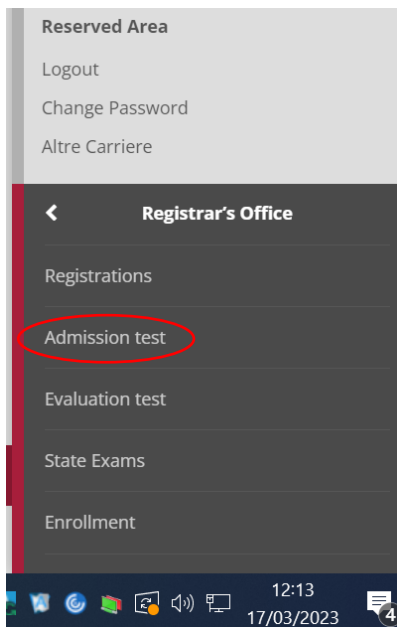 Reserved Area
Logout
Change Password
Altre Carriere
Registrar's Office
Registrations
Admission test
Evaluation test
State Exams
Enrollment
12:13
17/03/2023
4